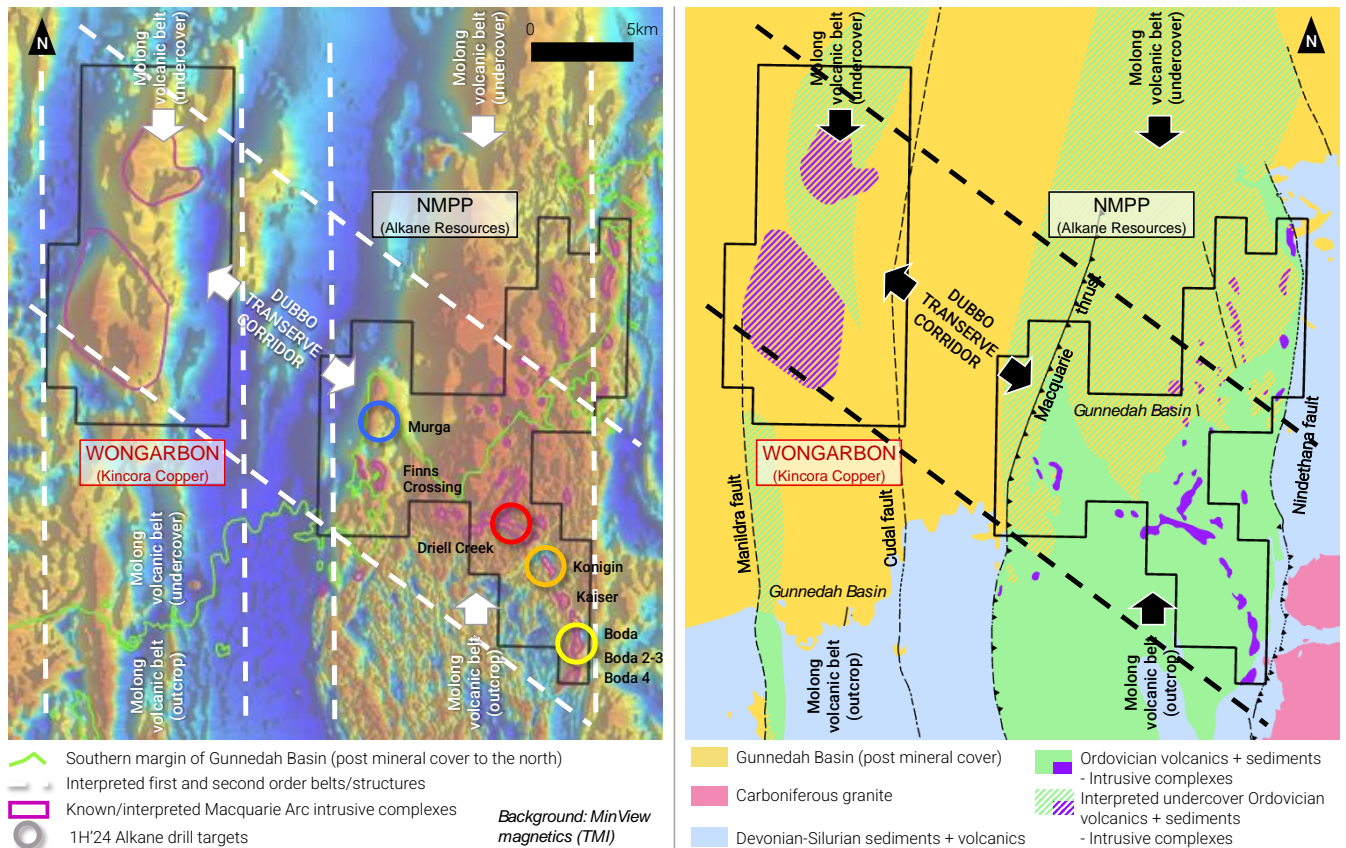 N
Molong
volcanic belt
(undercover)
Molong
volcanic belt
(undercover)
0
5km
NMPP
(Alkane Resources)
DUBBO
TRANSERVE
CORRIDOR
Murga
WONGARBON
(Kincora Copper)
Finns
Crossing
Driell Creek
Konigin
Kaiser
Boda
Boda 2-3
Boda 4
Molong
volcanic belt
(undercover)
Molong
volcanic belt
(outcrop)
Molong
volcanic belt
(outcrop)
Southern margin of Gunnedah Basin (post mineral cover to the north)
Interpreted first and second order belts/structures
Known/interpreted Macquarie Arc intrusive complexes
1H'24 Alkane drill targets
Background: MinView
magnetics (TMI)
Molong
volcanic belt
(undercover)
Molong
volcanic belt
(undercover)
N
NMPP
(Alkane Resources)
DUBBO
TRANSERVE
CORRIDOR
Macquarie thrust
Gunnedah Basin
WONGARBON
(Kincora Copper)
Manildra fault
Cudal fault
Nindethana fault
Gunnedah Basin
Molong
volcanic belt
(outcrop)
Molong
volcanic belt
(outcrop)
Gunnedah Basin (post mineral cover)
Carboniferous granite
Devonian-Silurian sediments + volcanics
Ordovician volcanics + sediments
- Intrusive complexes
Interpreted undercover Ordovician
volcanics + sediments
- Intrusive complexes